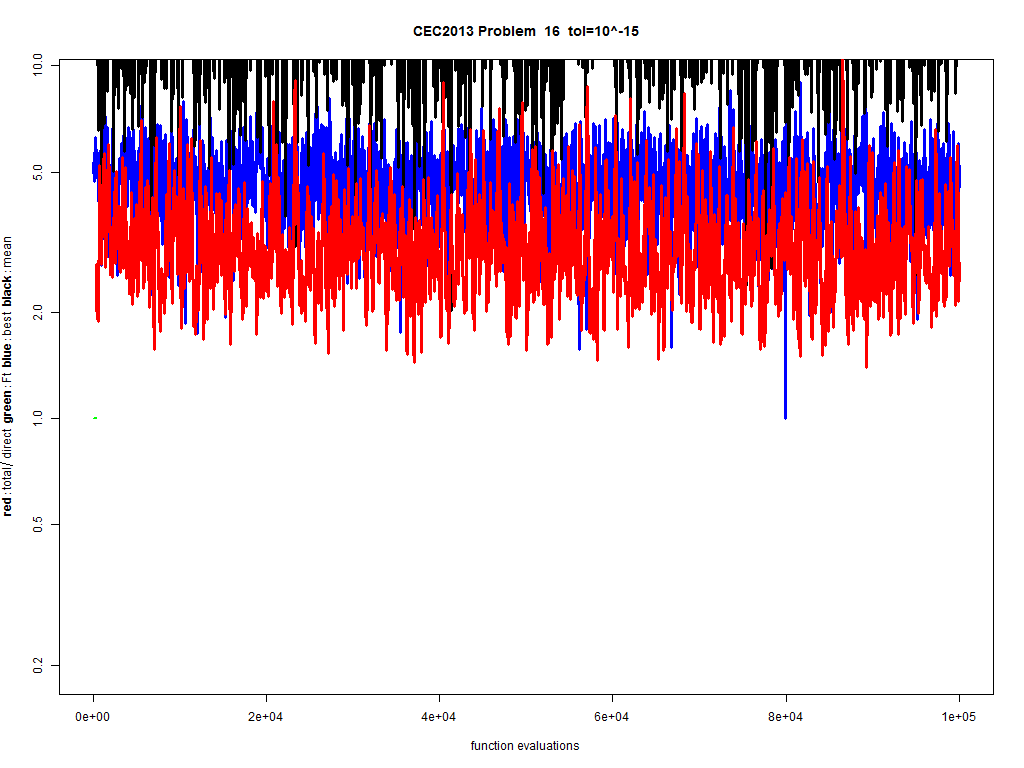 CEC2013 Problem 16 tol=10^-15
red : total/ direct green : Ft blue : best black : mean
10.0
5.0
2.0
1.0
0.5
0.2
0e+00 2e+04 4e+04 6e+04 8e+04 1e+05
function evaluations